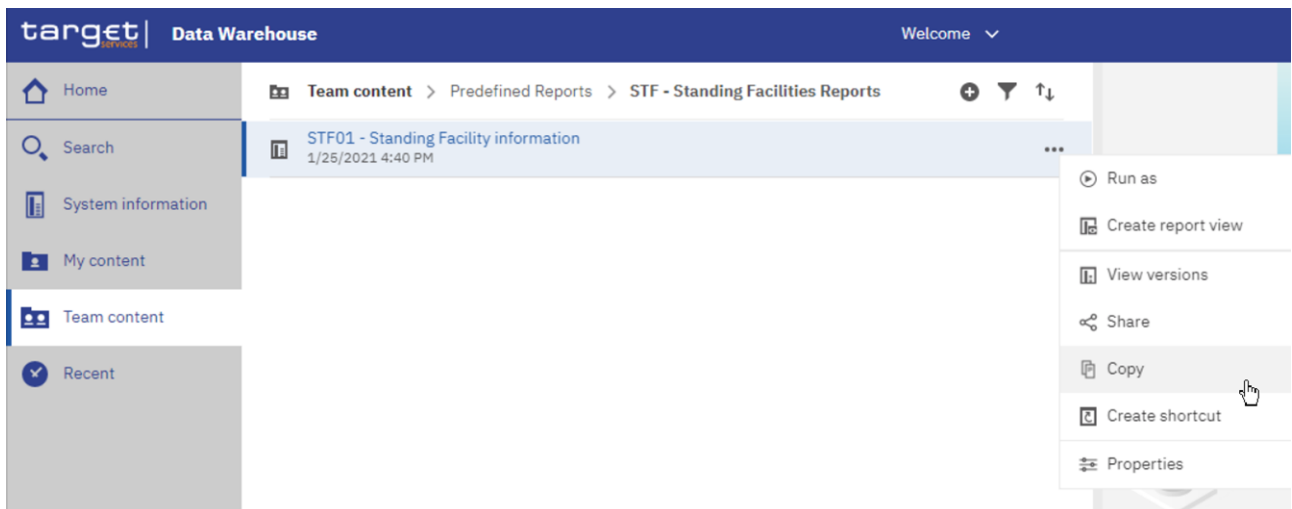 target| Data Warehouse Welcome
services
Home
Search
System information
My content
Team content
Recent
Team content > Predefined Reports > STF - Standing Facilities Reports
STF01 - Standing Facility information
1/25/2021 4:40 PM
Run as
Create report view
View versions
Share
Copy
Create shortcut
Properties